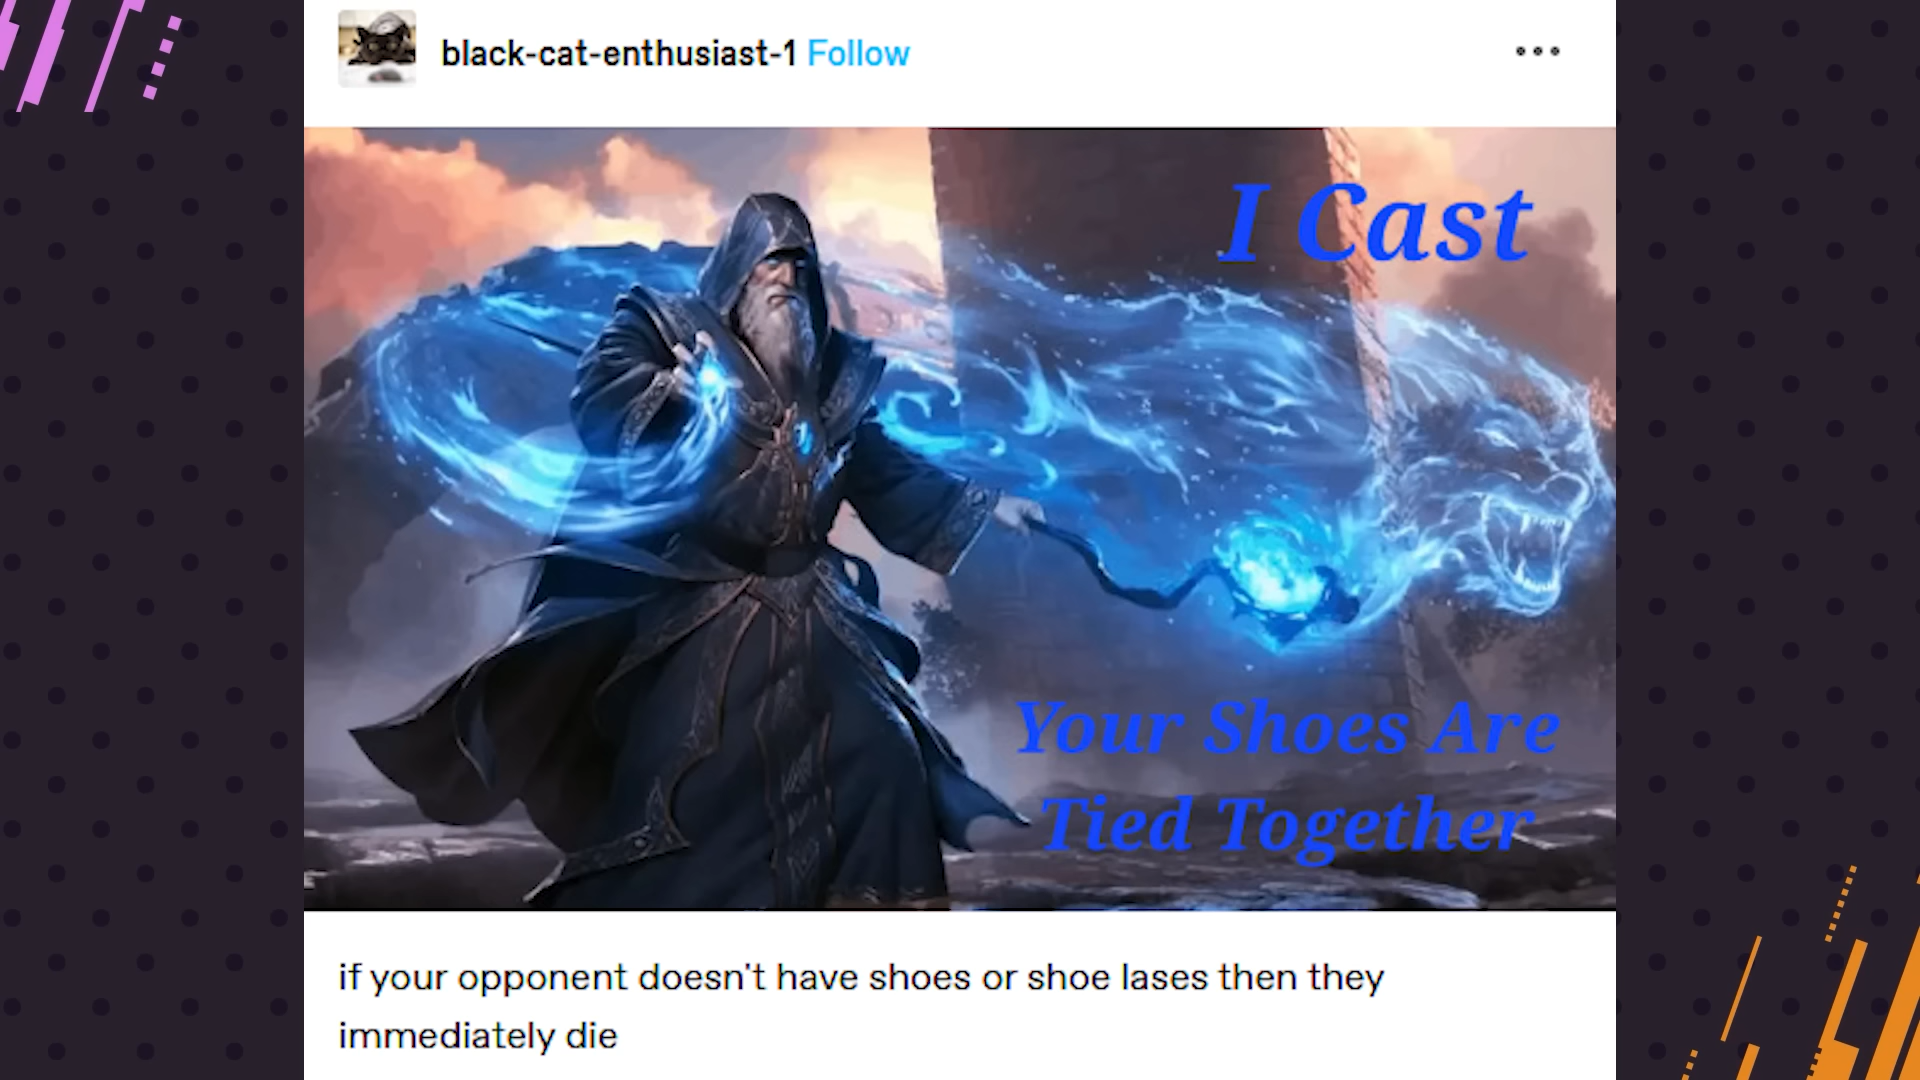 black-cat-enthusiast-1 Follow
I Cast
Your Shoes Are
Tied Together
if your opponent doesn't have shoes or shoe lases then they
immediately die